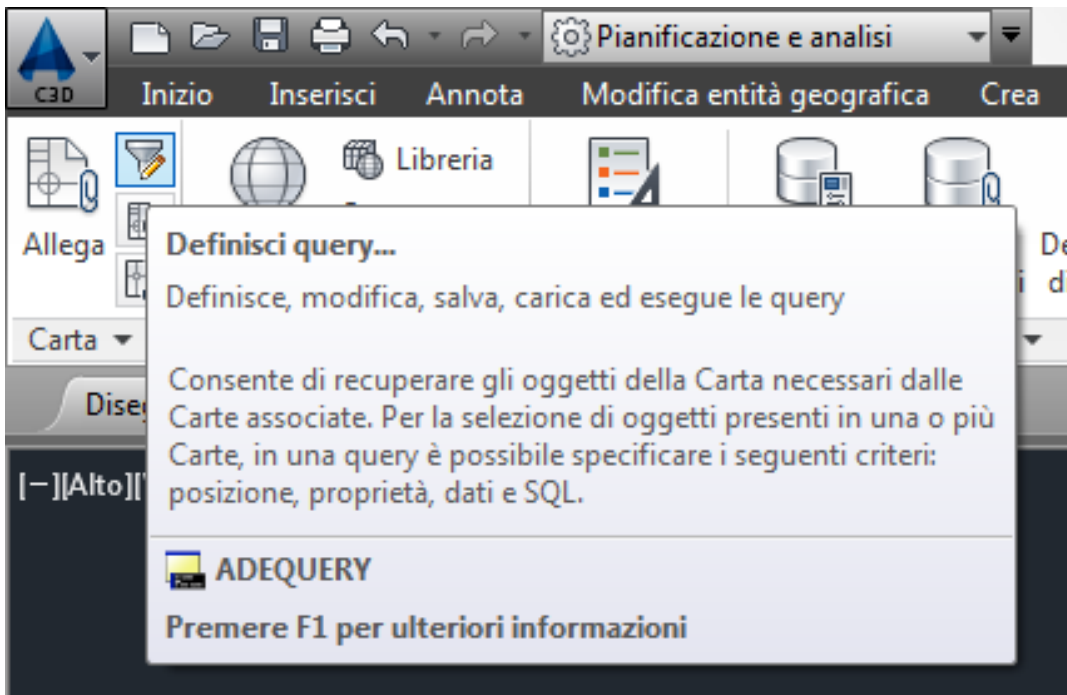 Pianificazione e analisi
C3D Inizio Inserisci Annota Modifica entità geografica Crea
Libreria
Allega
Definisci query...
Definisce, modifica, salva, carica ed esegue le query
Carta
Consente di recuperare gli oggetti della Carta necessari dalle
Carte associate. Per la selezione di oggetti presenti in una o più
Carte, in una query è possibile specificare i seguenti criteri:
posizione, proprietà, dati e SQL.
[−][Alto][
ADEQUERY
Premere F1 per ulteriori informazioni